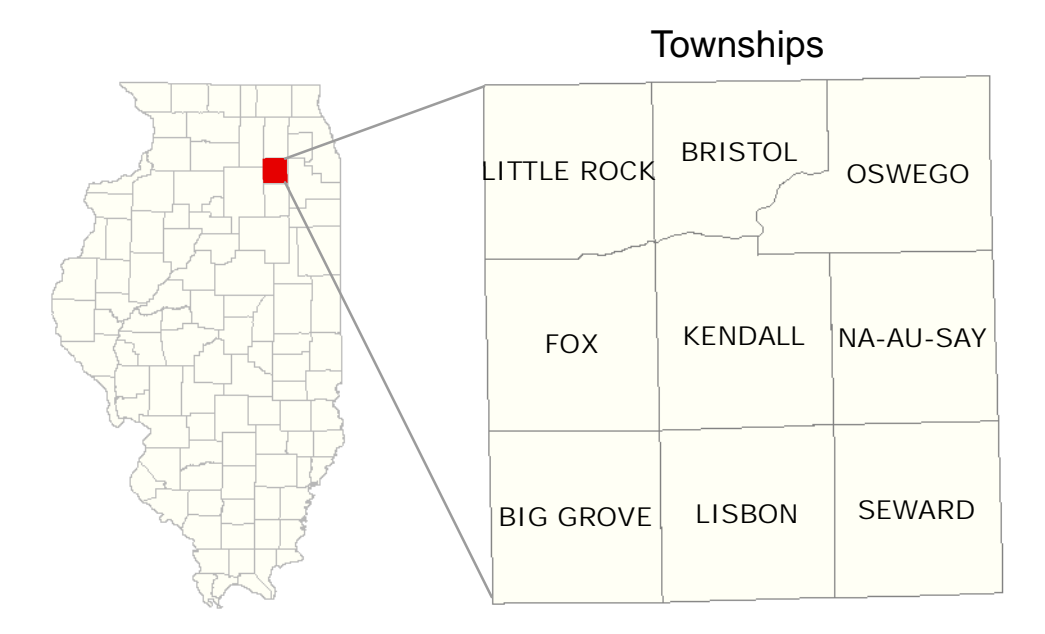 Townships
LITTLE ROCK
BRISTOL
OSWEGO
FOX
KENDALL
NA-AU-SAY
BIG GROVE
LISBON
SEWARD